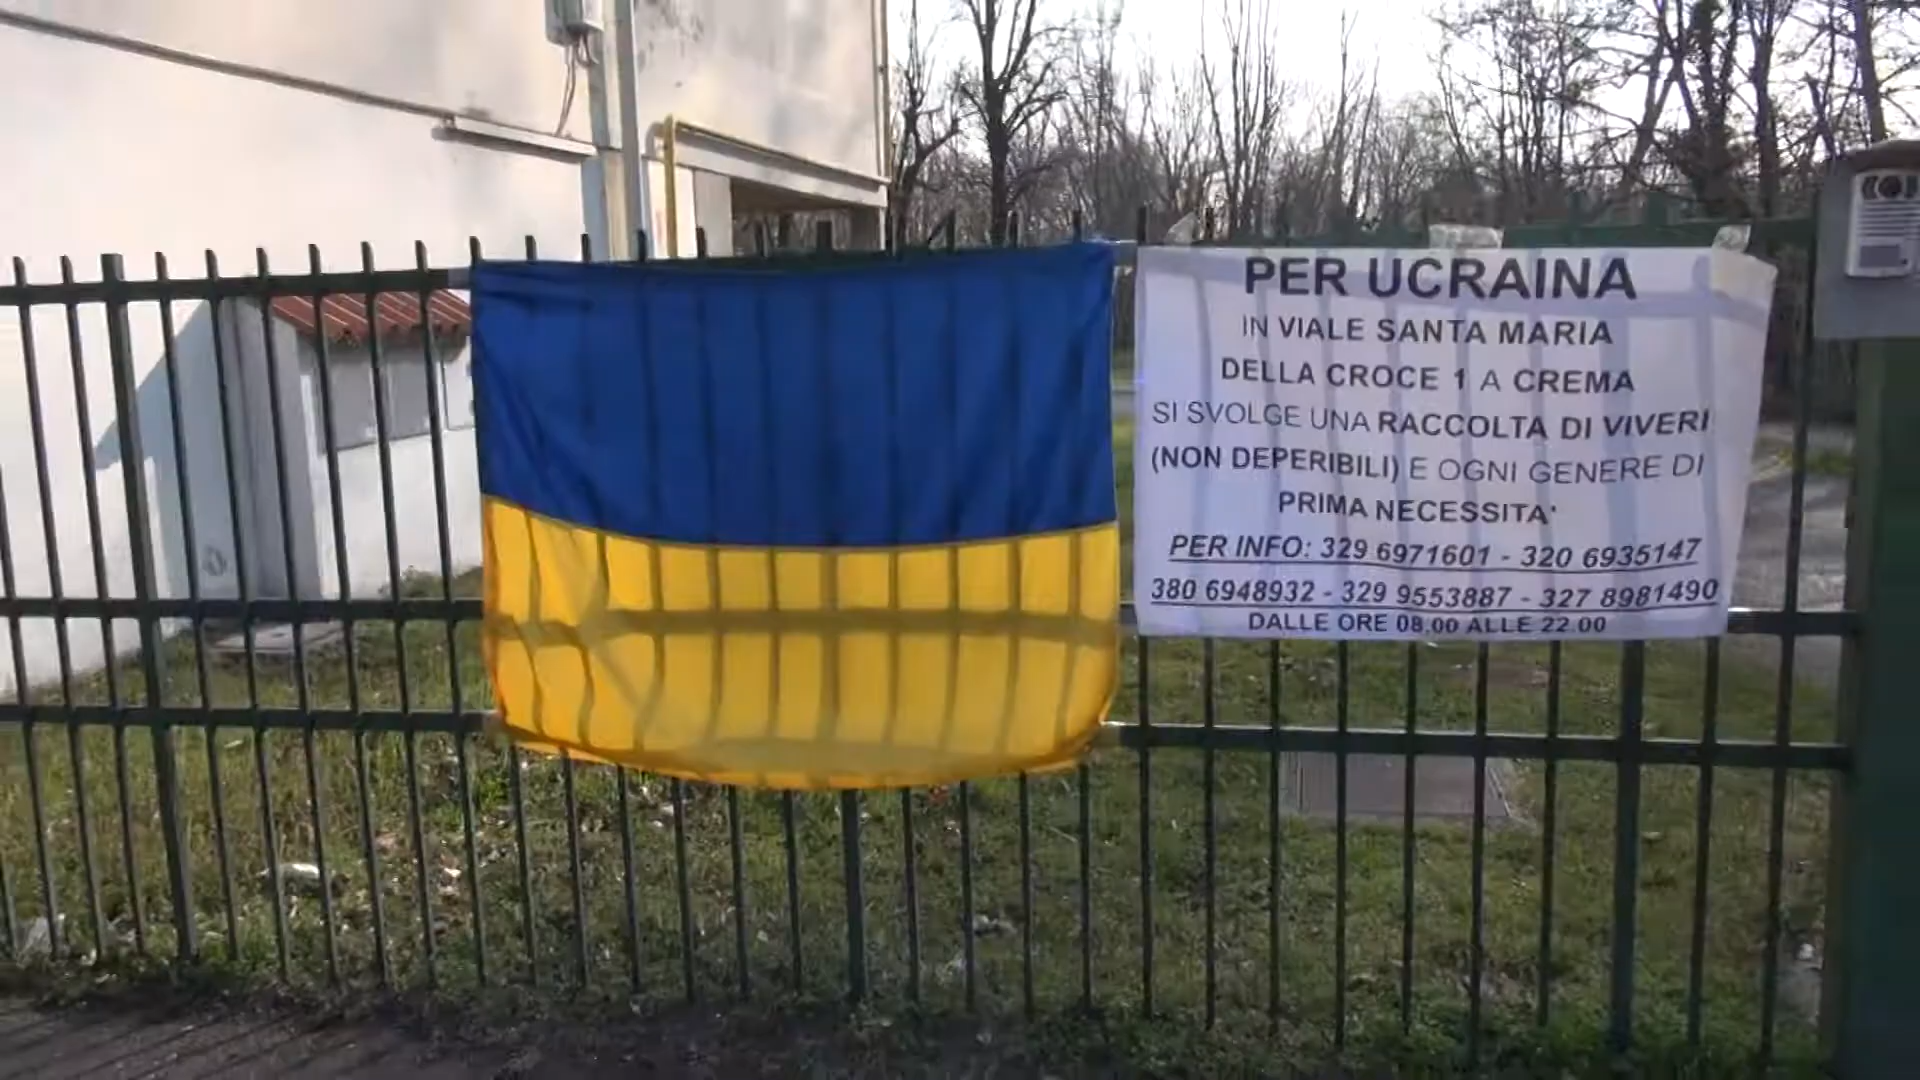 PER UCRAINA
IN VIALE SANTA MARIA
DELLA CROCE 1 A CREMA
SI SVOLGE UNA RACCOLTA DI VIVERI
(NON DEPERIBILI) E OGNI GENERE DI
PRIMA NECESSITA'
PER INFO: 329 6971601 - 320 6935147
380 6948932 - 329 9553887 - 327 8981490
DALLE ORE 08.00 ALLE 22.00